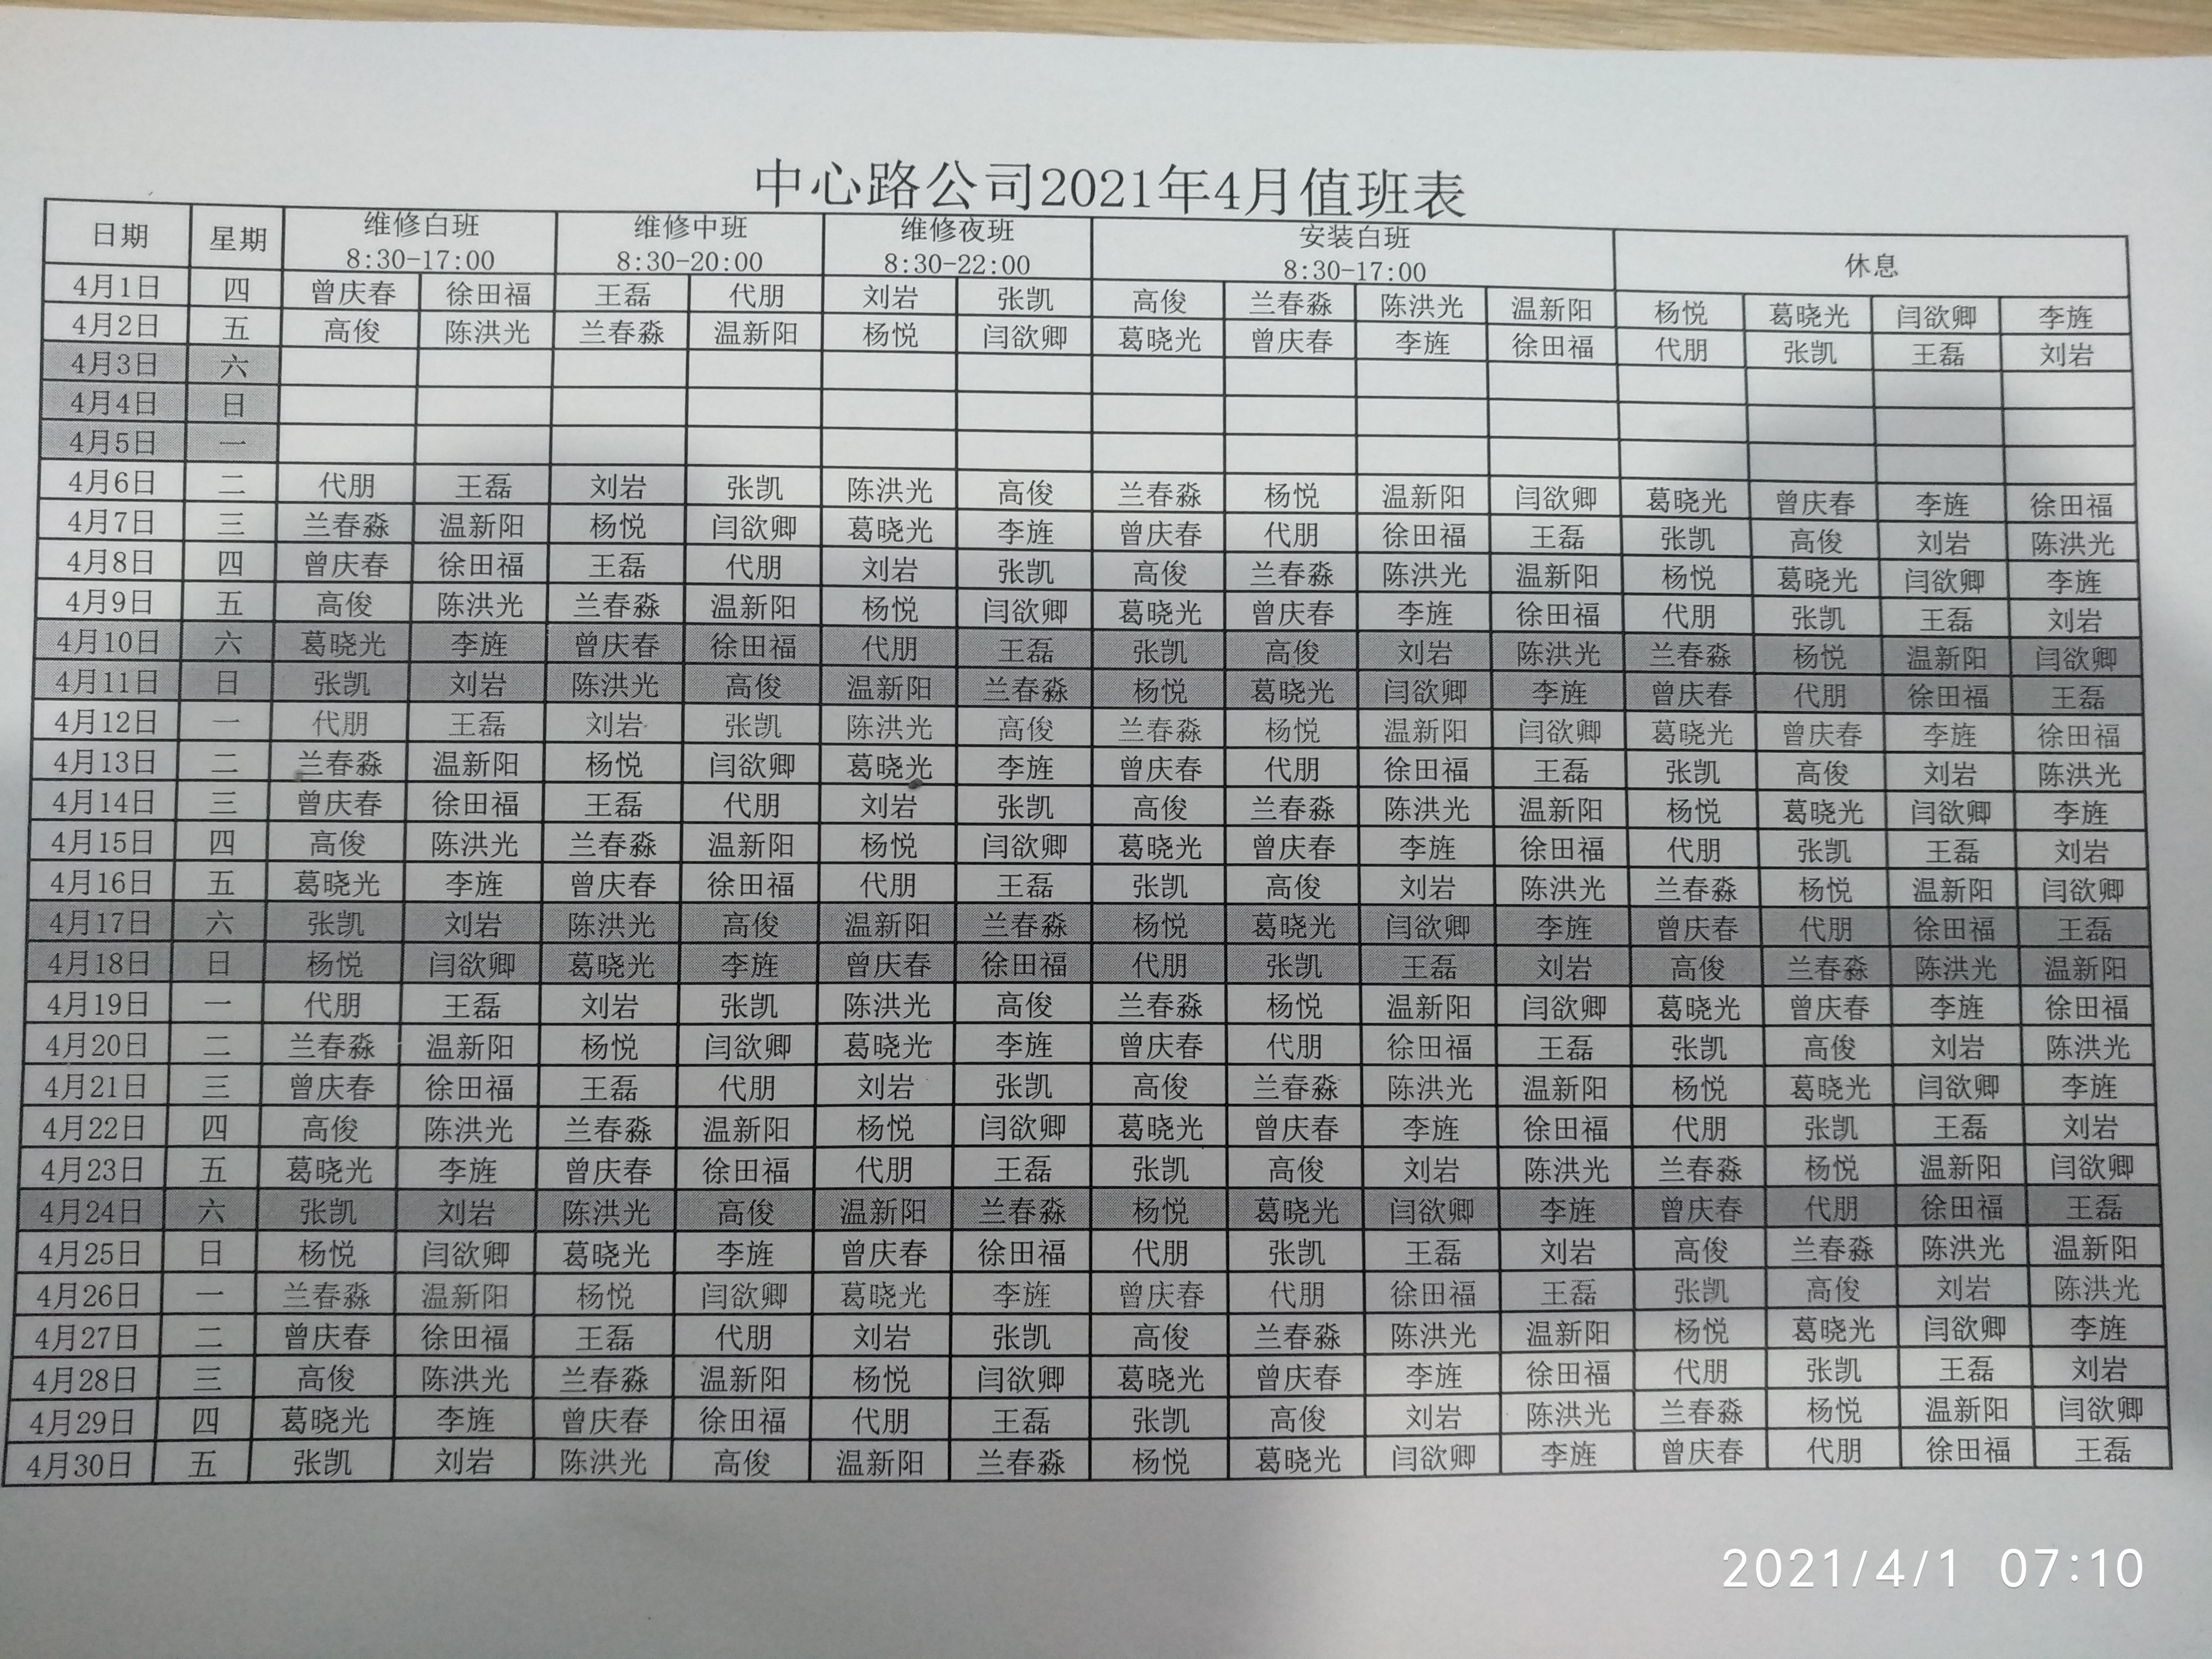 中心路公司2021年4月值班表
日期 星期 维修白班 8:30-17:00 维修中班 8:30-20:00 维修夜班 8:30-22:00 安装白班 8:30-17:00 休息
4月1日 四 曾庆春 徐田福 王磊 代朋 刘岩 张凯 高俊 兰春淼 陈洪光 温新阳 杨悦 葛晓光 闫欲卿 李旌
4月2日 五 高俊 陈洪光 兰春淼 温新阳 杨悦 闫欲卿 葛晓光 曾庆春 李旌 徐田福 代朋 张凯 王磊 刘岩
4月3日 六
4月4日 日
4月5日 一
4月6日 二 代朋 王磊 刘岩 张凯 陈洪光 高俊 兰春淼 杨悦 温新阳 闫欲卿 葛晓光 曾庆春 李旌 徐田福
4月7日 三 兰春淼 温新阳 杨悦 闫欲卿 葛晓光 李旌 曾庆春 代朋 徐田福 王磊 张凯 高俊 刘岩 陈洪光
4月8日 四 曾庆春 徐田福 王磊 代朋 刘岩 张凯 高俊 兰春淼 陈洪光 温新阳 杨悦 葛晓光 闫欲卿 李旌
4月9日 五 高俊 陈洪光 兰春淼 温新阳 杨悦 闫欲卿 葛晓光 曾庆春 李旌 徐田福 代朋 张凯 王磊 刘岩
4月10日 六 葛晓光 李旌 曾庆春 徐田福 代朋 王磊 张凯 高俊 刘岩 陈洪光 兰春淼 杨悦 温新阳 闫欲卿
4月11日 日 张凯 刘岩 陈洪光 高俊 温新阳 兰春淼 杨悦 葛晓光 闫欲卿 李旌 曾庆春 代朋 徐田福 王磊
4月12日 一 代朋 王磊 刘岩 张凯 陈洪光 高俊 兰春淼 杨悦 温新阳 闫欲卿 葛晓光 曾庆春 李旌 徐田福
4月13日 二 兰春淼 温新阳 杨悦 闫欲卿 葛晓光 李旌 曾庆春 代朋 徐田福 王磊 张凯 高俊 刘岩 陈洪光
4月14日 三 曾庆春 徐田福 王磊 代朋 刘岩 张凯 高俊 兰春淼 陈洪光 温新阳 杨悦 葛晓光 闫欲卿 李旌
4月15日 四 高俊 陈洪光 兰春淼 温新阳 杨悦 闫欲卿 葛晓光 曾庆春 李旌 徐田福 代朋 张凯 王磊 刘岩
4月16日 五 葛晓光 李旌 曾庆春 徐田福 代朋 王磊 张凯 高俊 刘岩 陈洪光 兰春淼 杨悦 温新阳 闫欲卿
4月17日 六 张凯 刘岩 陈洪光 高俊 温新阳 兰春淼 杨悦 葛晓光 闫欲卿 李旌 曾庆春 代朋 徐田福 王磊
4月18日 日 杨悦 闫欲卿 葛晓光 李旌 曾庆春 徐田福 代朋 张凯 王磊 刘岩 高俊 兰春淼 陈洪光 温新阳
4月19日 一 代朋 王磊 刘岩 张凯 陈洪光 高俊 兰春淼 杨悦 温新阳 闫欲卿 葛晓光 曾庆春 李旌 徐田福
4月20日 二 兰春淼 温新阳 杨悦 闫欲卿 葛晓光 李旌 曾庆春 代朋 徐田福 王磊 张凯 高俊 刘岩 陈洪光
4月21日 三 曾庆春 徐田福 王磊 代朋 刘岩 张凯 高俊 兰春淼 陈洪光 温新阳 杨悦 葛晓光 闫欲卿 李旌
4月22日 四 高俊 陈洪光 兰春淼 温新阳 杨悦 闫欲卿 葛晓光 曾庆春 李旌 徐田福 代朋 张凯 王磊 刘岩
4月23日 五 葛晓光 李旌 曾庆春 徐田福 代朋 王磊 张凯 高俊 刘岩 陈洪光 兰春淼 杨悦 温新阳 闫欲卿
4月24日 六 张凯 刘岩 陈洪光 高俊 温新阳 兰春淼 杨悦 葛晓光 闫欲卿 李旌 曾庆春 代朋 徐田福 王磊
4月25日 日 杨悦 闫欲卿 葛晓光 李旌 曾庆春 徐田福 代朋 张凯 王磊 刘岩 高俊 兰春淼 陈洪光 温新阳
4月26日 一 兰春淼 温新阳 杨悦 闫欲卿 葛晓光 李旌 曾庆春 代朋 徐田福 王磊 张凯 高俊 刘岩 陈洪光
4月27日 二 曾庆春 徐田福 王磊 代朋 刘岩 张凯 高俊 兰春淼 陈洪光 温新阳 杨悦 葛晓光 闫欲卿 李旌
4月28日 三 高俊 陈洪光 兰春淼 温新阳 杨悦 闫欲卿 葛晓光 曾庆春 李旌 徐田福 代朋 张凯 王磊 刘岩
4月29日 四 葛晓光 李旌 曾庆春 徐田福 代朋 王磊 张凯 高俊 刘岩 陈洪光 兰春淼 杨悦 温新阳 闫欲卿
4月30日 五 张凯 刘岩 陈洪光 高俊 温新阳 兰春淼 杨悦 葛晓光 闫欲卿 李旌 曾庆春 代朋 徐田福 王磊
2021/4/1 07:10